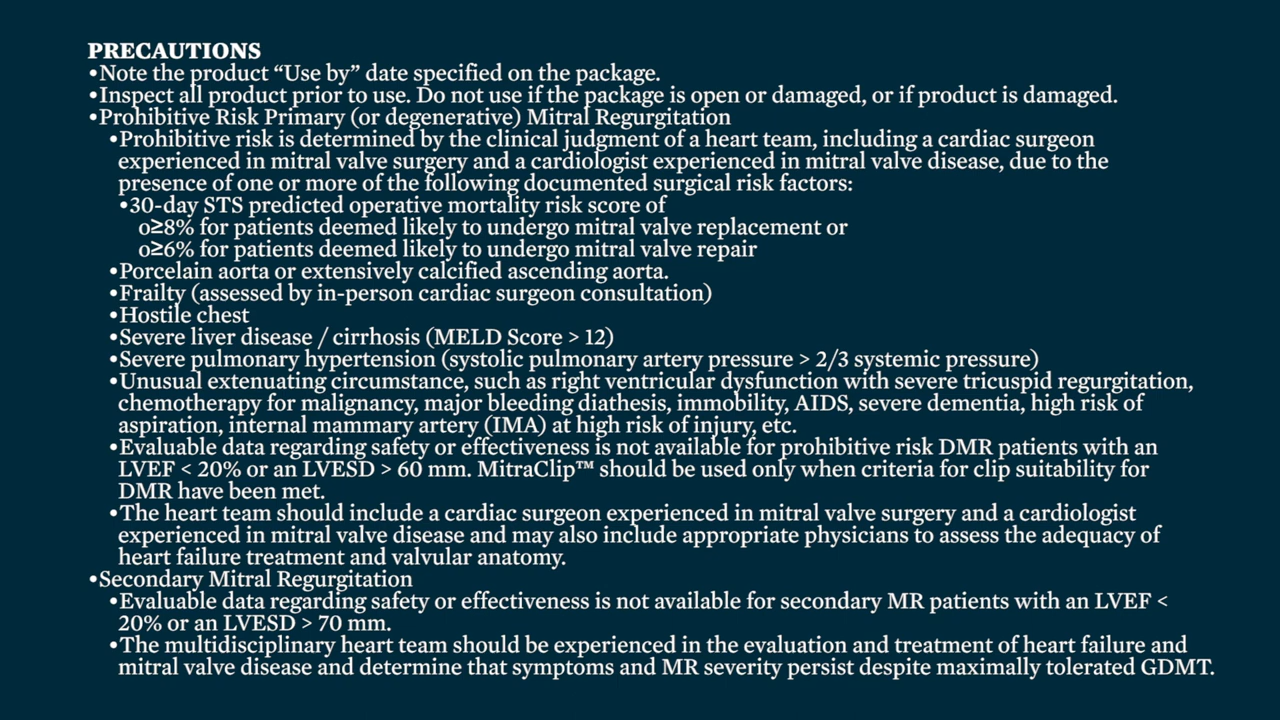 PRECAUTIONS
•Note the product “Use by” date specified on the package.
•Inspect all product prior to use. Do not use if the package is open or damaged, or if product is damaged.
•Prohibitive Risk Primary (or degenerative) Mitral Regurgitation
•Prohibitive risk is determined by the clinical judgment of a heart team, including a cardiac surgeon
experienced in mitral valve surgery and a cardiologist experienced in mitral valve disease, due to the
presence of one or more of the following documented surgical risk factors:
•30-day STS predicted operative mortality risk score of
o≥8% for patients deemed likely to undergo mitral valve replacement or
o≥6% for patients deemed likely to undergo mitral valve repair
•Porcelain aorta or extensively calcified ascending aorta.
•Frailty (assessed by in-person cardiac surgeon consultation)
•Hostile chest
•Severe liver disease / cirrhosis (MELD Score > 12)
•Severe pulmonary hypertension (systolic pulmonary artery pressure > 2/3 systemic pressure)
•Unusual extenuating circumstance, such as right ventricular dysfunction with severe tricuspid regurgitation,
chemotherapy for malignancy, major bleeding diathesis, immobility, AIDS, severe dementia, high risk of
aspiration, internal mammary artery (IMA) at high risk of injury, etc.
•Evaluable data regarding safety or effectiveness is not available for prohibitive risk DMR patients with an
LVEF < 20% or an LVESD > 60 mm. MitraClip™ should be used only when criteria for clip suitability for
DMR have been met.
•The heart team should include a cardiac surgeon experienced in mitral valve surgery and a cardiologist
experienced in mitral valve disease and may also include appropriate physicians to assess the adequacy of
heart failure treatment and valvular anatomy.
•Secondary Mitral Regurgitation
•Evaluable data regarding safety or effectiveness is not available for secondary MR patients with an LVEF <
20% or an LVESD > 70 mm.
•The multidisciplinary heart team should be experienced in the evaluation and treatment of heart failure and
mitral valve disease and determine that symptoms and MR severity persist despite maximally tolerated GDMT.